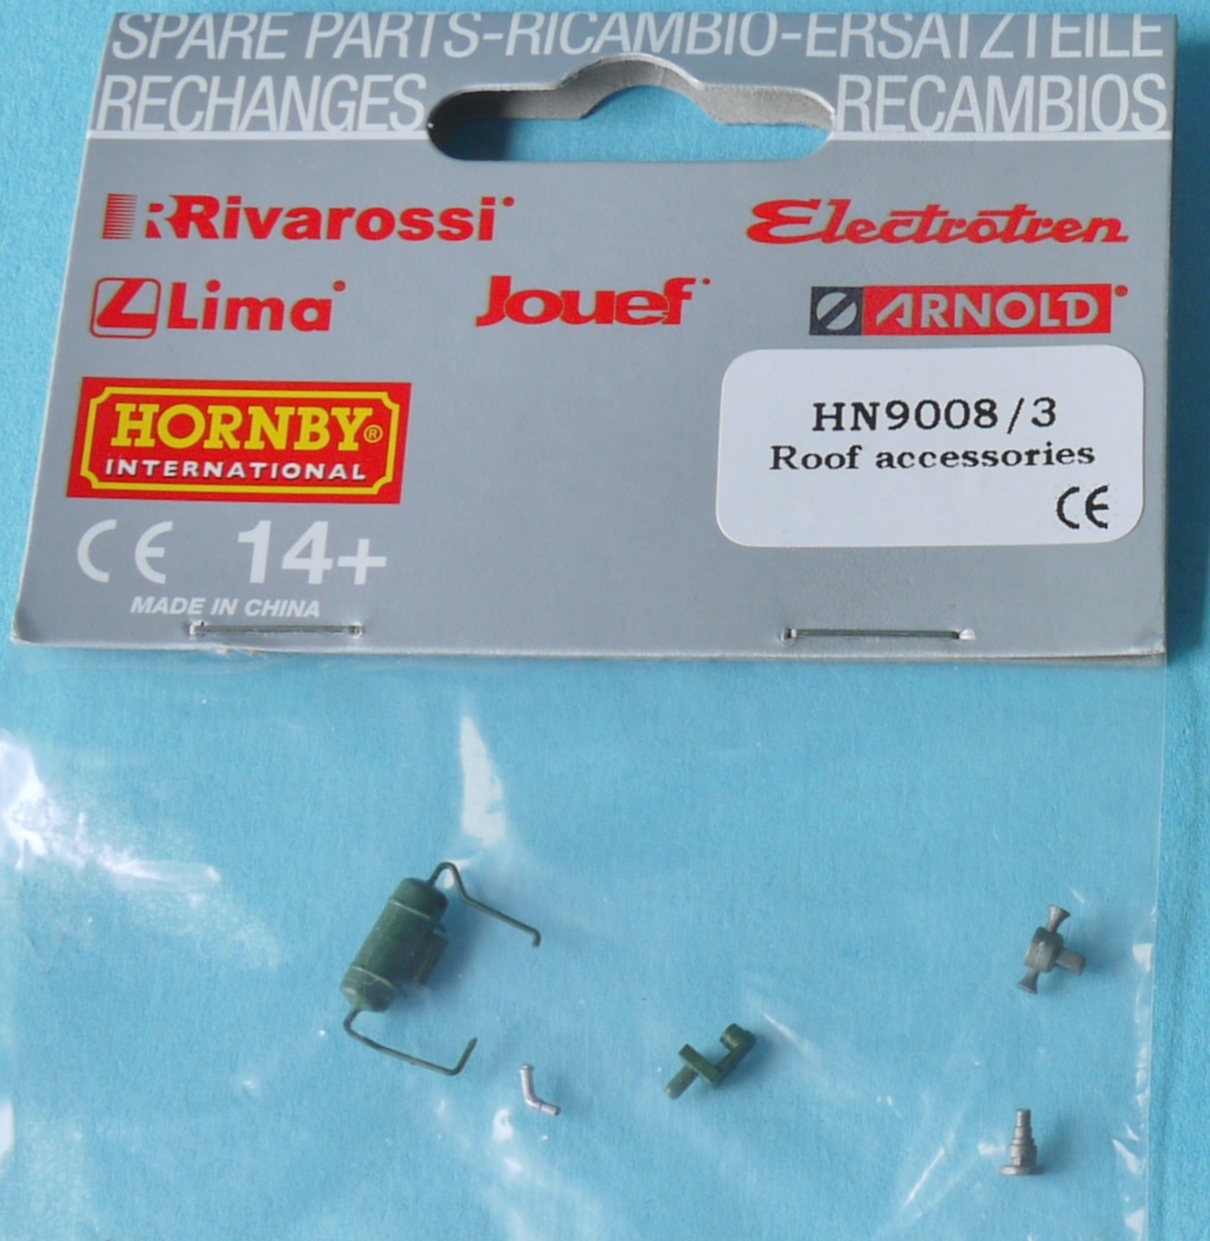 SPARE PARTS-RICAMBIO-ERSATZTEILE
RECHANGES RECAMBIOS
Rivarossi Electrotren
Lima Jouef ARNOLD
HORNBY®
INTERNATIONAL
HN9008/3
Roof accessories
CE
CE 14+
MADE IN CHINA